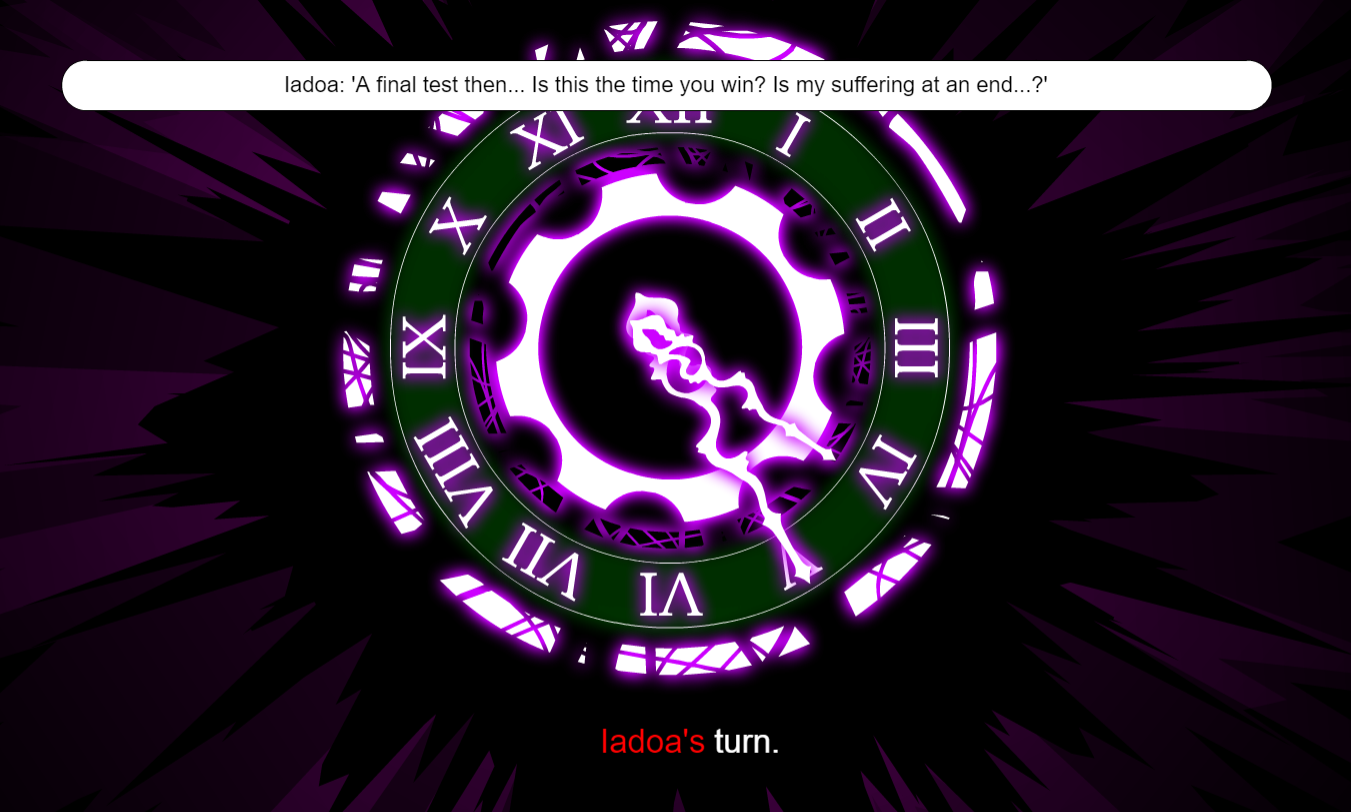 Iadoa: 'A final test then... Is this the time you win? Is my suffering at an end...?'
XII
I
II
III
IV
V
VI
VII
VIII
IX
X
XI
Iadoa's turn.